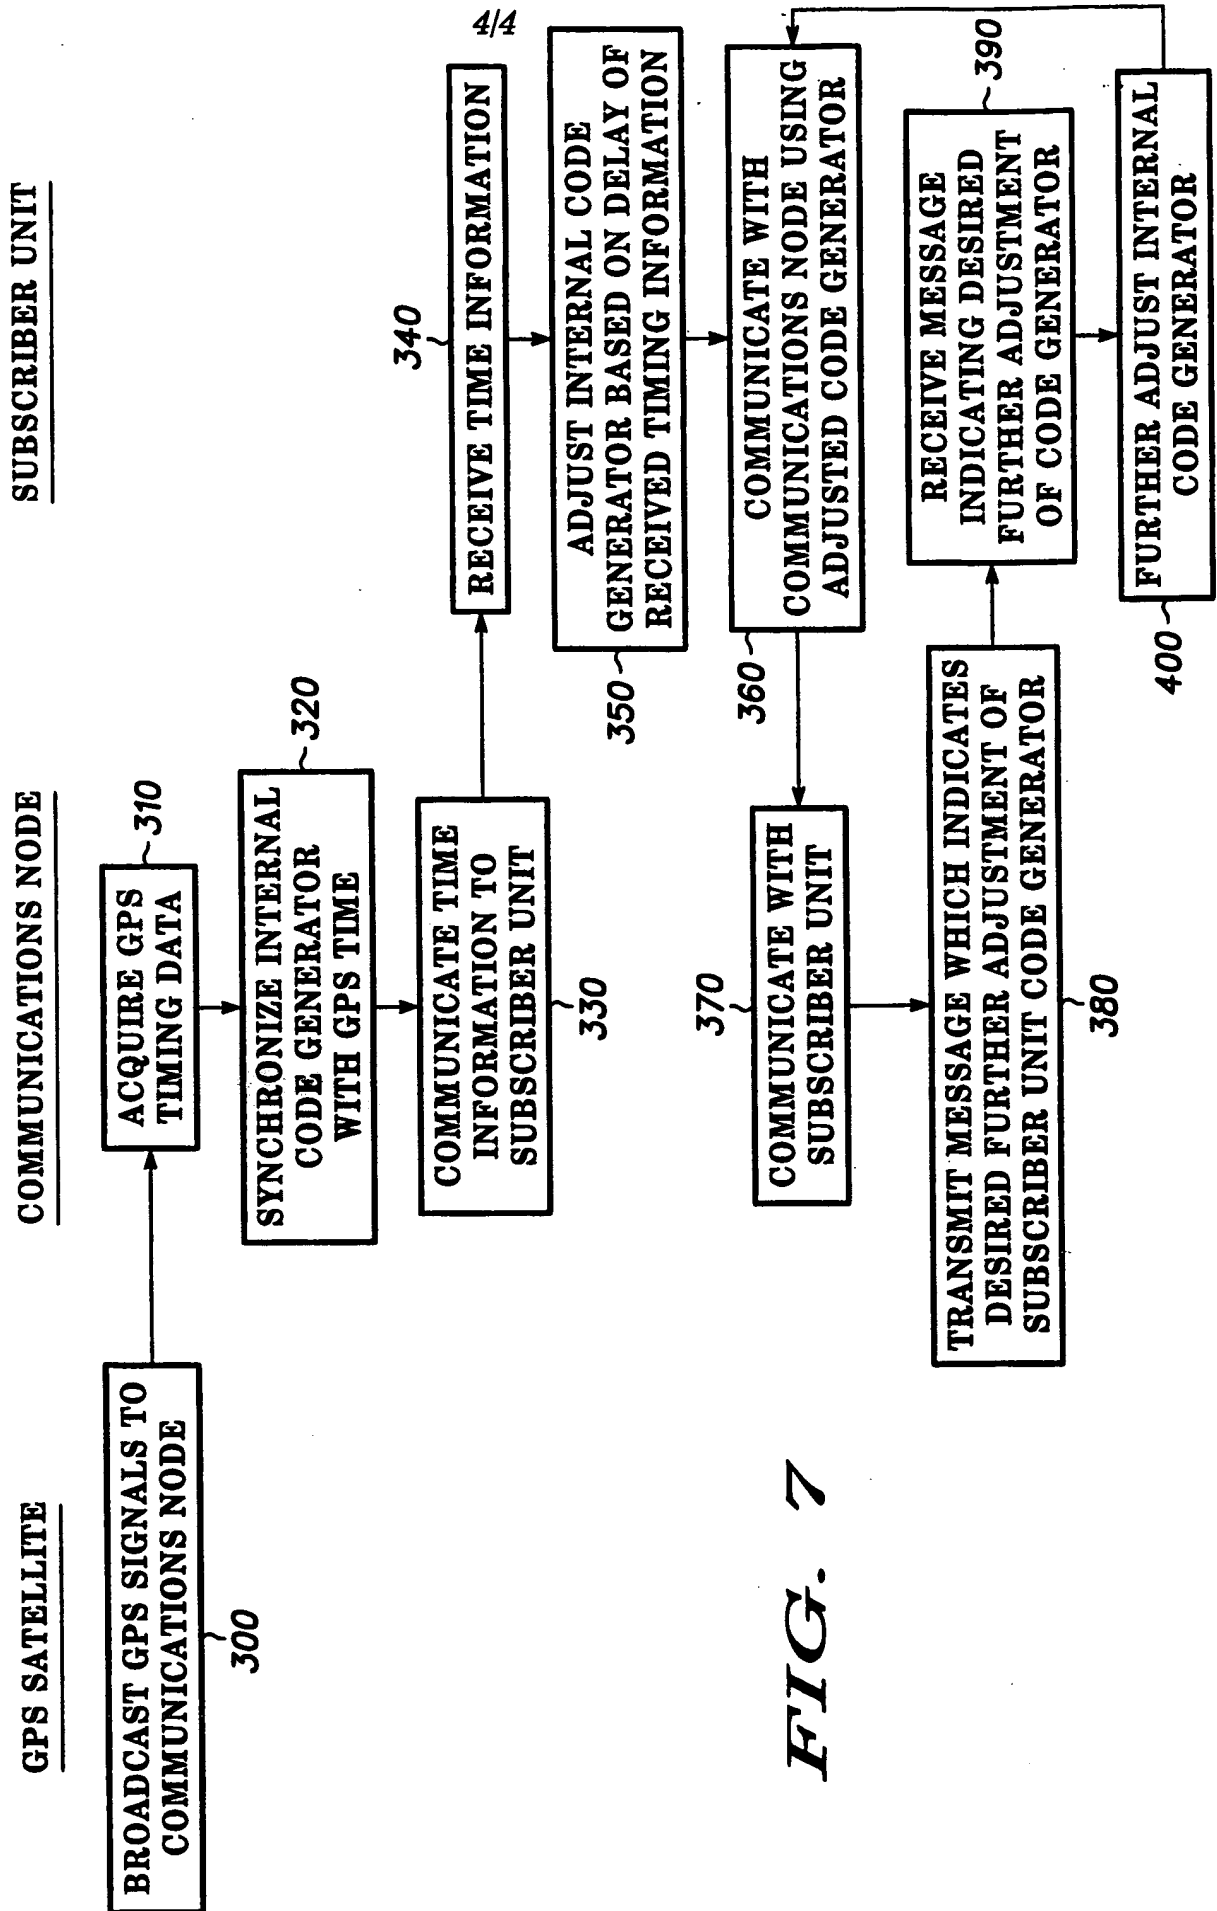 4/4
GPS SATELLITE
COMMUNICATIONS NODE
SUBSCRIBER UNIT
BROADCAST GPS SIGNALS TO
COMMUNICATIONS NODE
300
ACQUIRE GPS
TIMING DATA
310
SYNCHRONIZE INTERNAL
CODE GENERATOR
WITH GPS TIME
320
COMMUNICATE TIME
INFORMATION TO
SUBSCRIBER UNIT
330
340
RECEIVE TIME INFORMATION
ADJUST INTERNAL CODE
GENERATOR BASED ON DELAY OF
RECEIVED TIMING INFORMATION
350
COMMUNICATE WITH
COMMUNICATIONS NODE USING
ADJUSTED CODE GENERATOR
360
370
COMMUNICATE WITH
SUBSCRIBER UNIT
TRANSMIT MESSAGE WHICH INDICATES
DESIRED FURTHER ADJUSTMENT OF
SUBSCRIBER UNIT CODE GENERATOR
380
390
RECEIVE MESSAGE
INDICATING DESIRED
FURTHER ADJUSTMENT
OF CODE GENERATOR
FURTHER ADJUST INTERNAL
CODE GENERATOR
400
FIG. 7